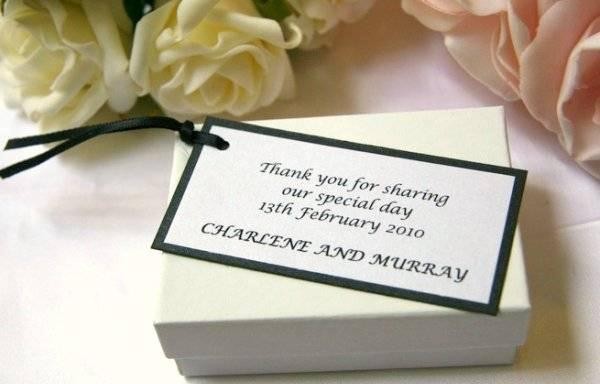 Thank you for sharing
our special day
13th February 2010
CHARLENE AND MURRAY